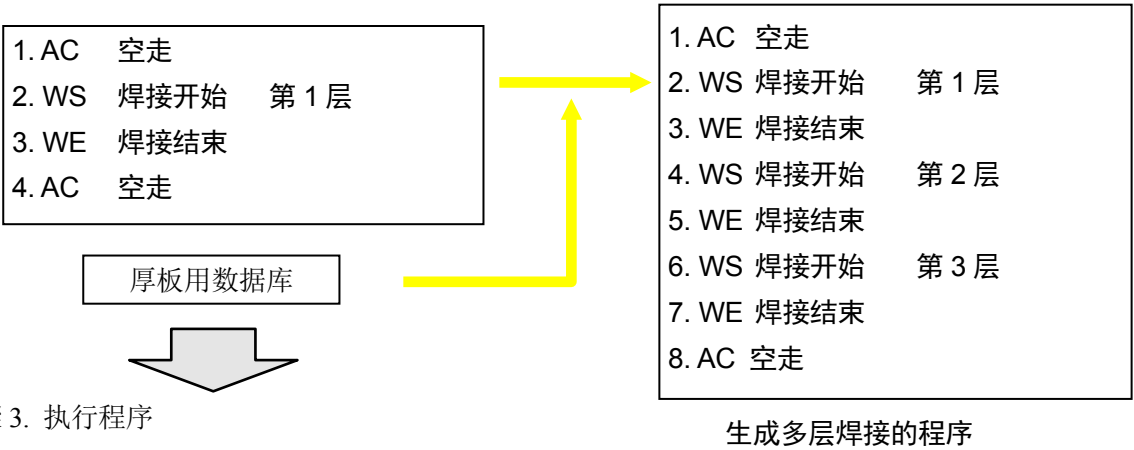 1. AC 空走
2. WS 焊接开始 第 1 层
3. WE 焊接结束
4. AC 空走
厚板用数据库
3. 执行程序
1. AC 空走
2. WS 焊接开始 第 1 层
3. WE 焊接结束
4. WS 焊接开始 第 2 层
5. WE 焊接结束
6. WS 焊接开始 第 3 层
7. WE 焊接结束
8. AC 空走
生成多层焊接的程序